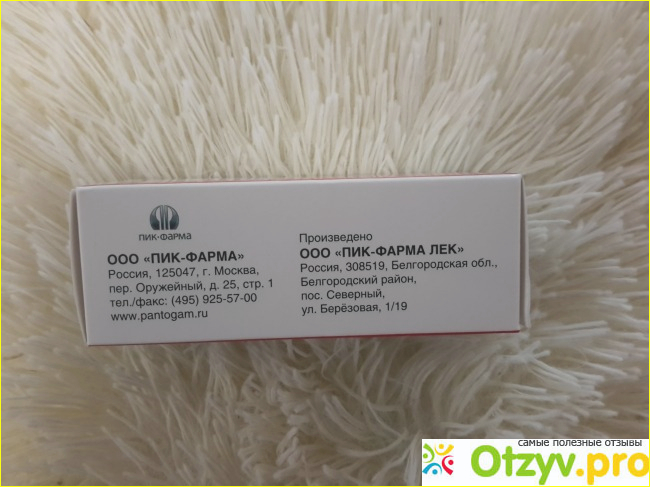 ПИК-ФАРМА
ООО «ПИК-ФАРМА»
Россия, 125047, г. Москва,
пер. Оружейный, д. 25, стр. 1
тел./факс: (495) 925-57-00
www.pantogam.ru
Произведено
ООО «ПИК-ФАРМА ЛЕК»
Россия, 308519, Белгородская обл.,
Белгородский район,
пос. Северный,
ул. Берёзовая, 1/19
самые полезные отзывы
Otzyv.pro